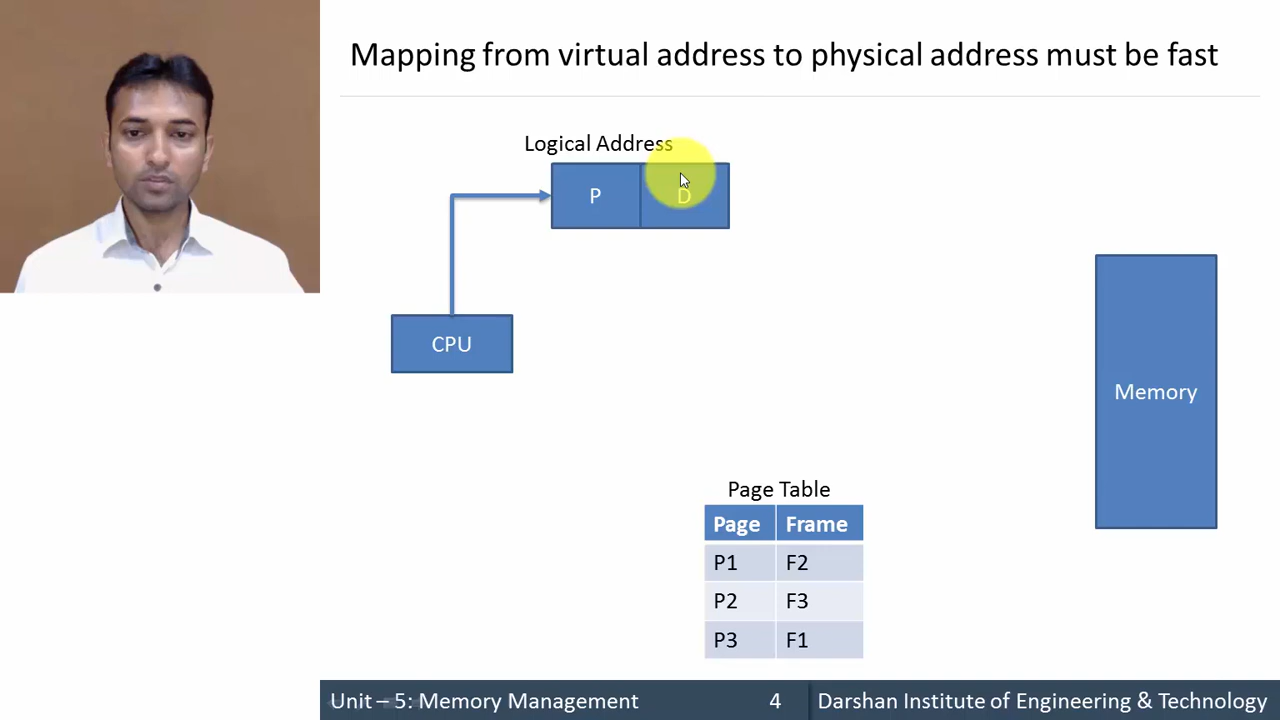 Mapping from virtual address to physical address must be fast
Logical Address
P D
CPU
Memory
Page Table
Page Frame
P1 F2
P2 F3
P3 F1
Unit – 5: Memory Management 4 Darshan Institute of Engineering & Technology